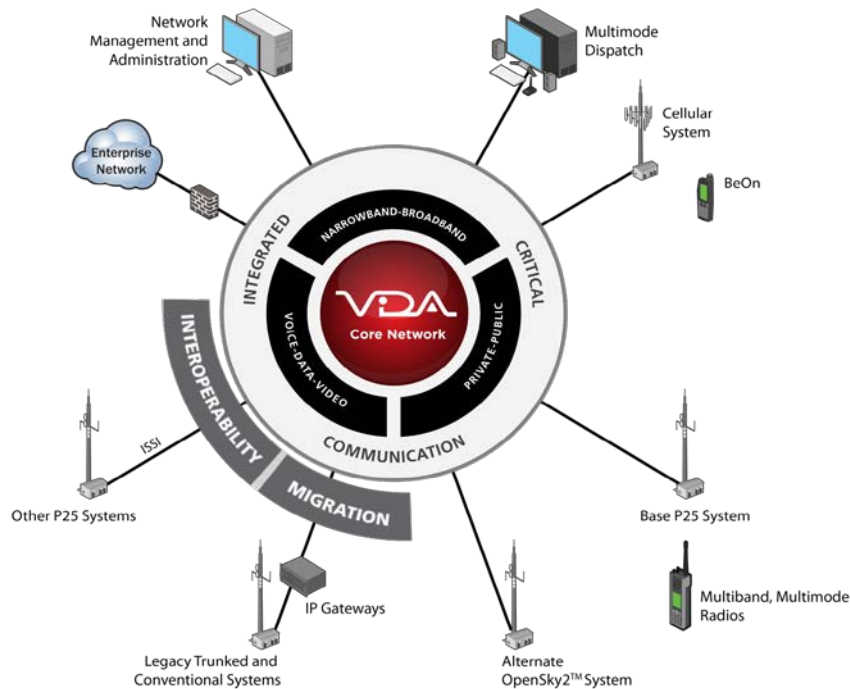 Network
Management and
Administration
Multimode
Dispatch
Cellular
System
Enterprise
Network
BeOn
INTEGRATED
NARROWBAND-BROADBAND
CRITICAL
VIDA
Core Network
VOICE-DATA-VIDEO
PRIVATE-PUBLIC
COMMUNICATION
INTEROPERABILITY
MIGRATION
ISSI
Other P25 Systems
Base P25 System
IP Gateways
Multiband, Multimode
Radios
Legacy Trunked and
Conventional Systems
Alternate
OpenSky2™ System